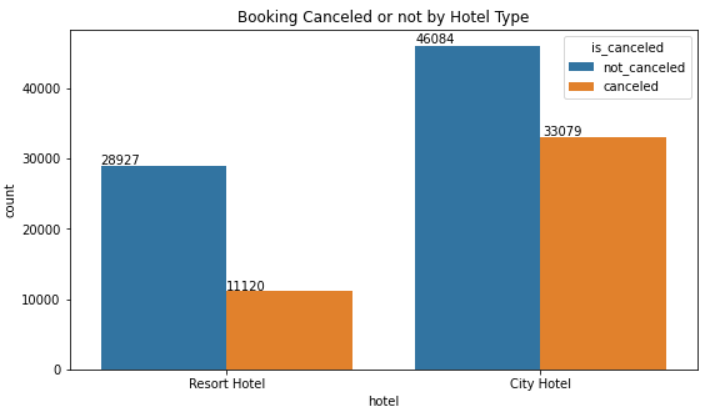 Booking Canceled or not by Hotel Type
46084
is_canceled
not_canceled
canceled
40000
33079
30000
28927
count
20000
11120
10000
0
Resort Hotel
City Hotel
hotel